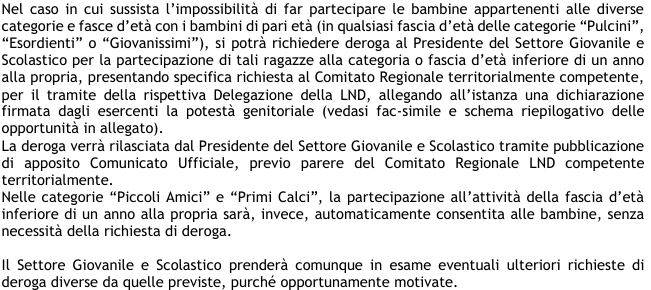 Nel caso in cui sussista l’impossibilità di far partecipare le bambine appartenenti alle diverse
categorie e fasce d’età con i bambini di pari età (in qualsiasi fascia d’età delle categorie “Pulcini”,
“Esordienti” o “Giovanissimi”), si potrà richiedere deroga al Presidente del Settore Giovanile e
Scolastico per la partecipazione di tali ragazze alla categoria o fascia d’età inferiore di un anno
alla propria, presentando specifica richiesta al Comitato Regionale territorialmente competente,
per il tramite della rispettiva Delegazione della LND, allegando all’istanza una dichiarazione
firmata dagli esercenti la potestà genitoriale (vedasi fac-simile e schema riepilogativo delle
opportunità in allegato).
La deroga verrà rilasciata dal Presidente del Settore Giovanile e Scolastico tramite pubblicazione
di apposito Comunicato Ufficiale, previo parere del Comitato Regionale LND competente
territorialmente.
Nelle categorie “Piccoli Amici” e “Primi Calci”, la partecipazione all’attività della fascia d’età
inferiore di un anno alla propria sarà, invece, automaticamente consentita alle bambine, senza
necessità della richiesta di deroga.
Il Settore Giovanile e Scolastico prenderà comunque in esame eventuali ulteriori richieste di
deroga diverse da quelle previste, purché opportunamente motivate.